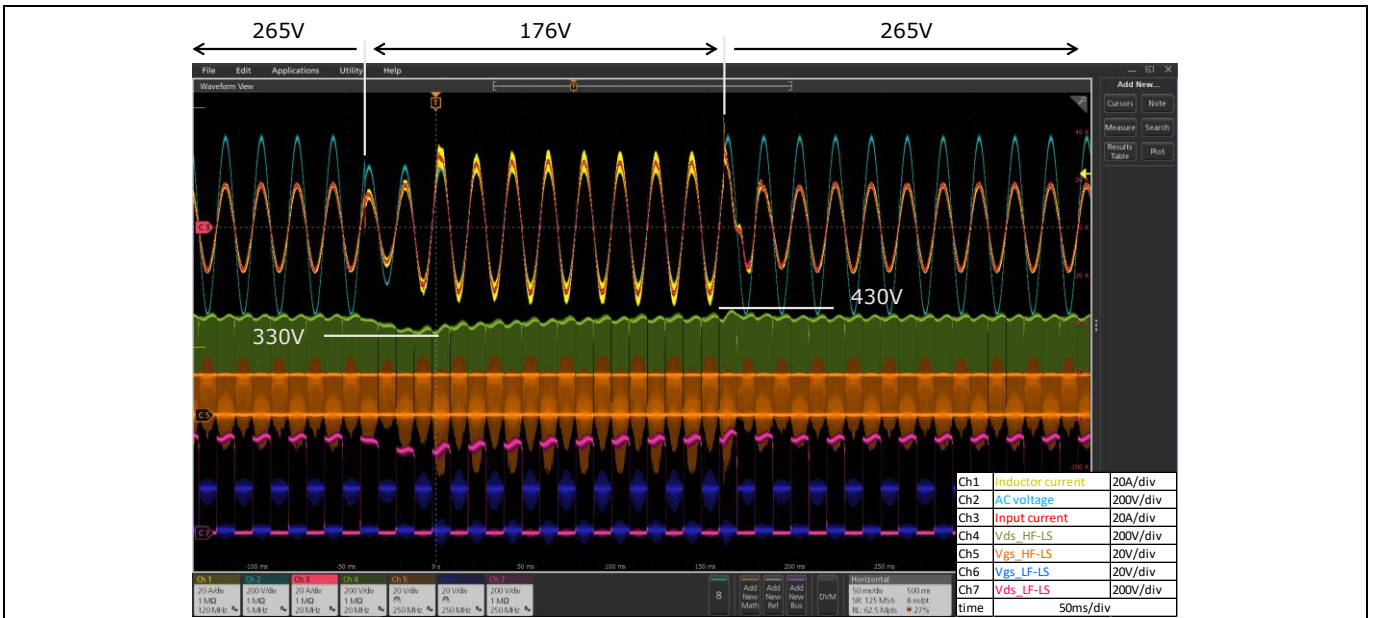 265V 176V 265V
File Edit Applications Utility Help
Waveform View
Add New...
Cursors Note
Measure Search
Results Table Plot
T
T
40 A
C 3
20 A
430V
330V
C 5
-100 A
C 7
-100 ms -50 ms 0 s 50 ms 100 ms 150 ms 200 ms 250 ms
Ch1 Inductor current 20A/div
Ch2 AC voltage 200V/div
Ch3 Input current 20A/div
Ch4 Vds_HF-LS 200V/div
Ch5 Vgs_HF-LS 20V/div
Ch6 Vgs_LF-LS 20V/div
Ch7 Vds_LF-LS 200V/div
time 50ms/div
Ch 1 Ch 2 Ch 3 Ch 4 Ch 5 Ch 7
20 A/div 200 V/div 20 A/div 200 V/div 20 V/div 20 V/div 200 V/div
1 MΩ 1 MΩ 1 MΩ 1 MΩ 1 MΩ
120 MHz 5 MHz 20 MHz 20 MHz 250 MHz 250 MHz 250 MHz
8
Add New Math
Add New Ref
Add New Bus
DVM
Horizontal
50 ms/div 500 ms
SR: 125 MS/s 8 ns/pt
RL: 62.5 Mpts 27%